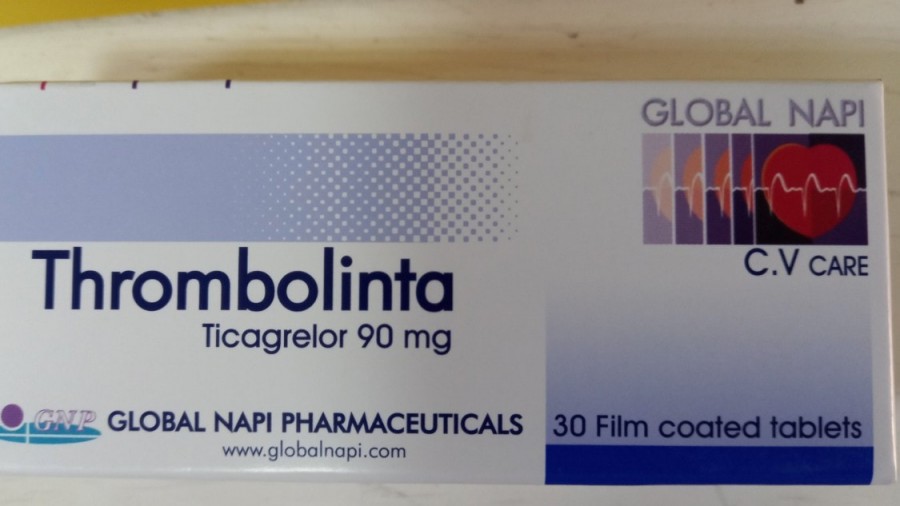 GLOBAL NAPI
C.V CARE
Thrombolinta
Ticagrelor 90 mg
GNP GLOBAL NAPI PHARMACEUTICALS
www.globalnapi.com
30 Film coated tablets